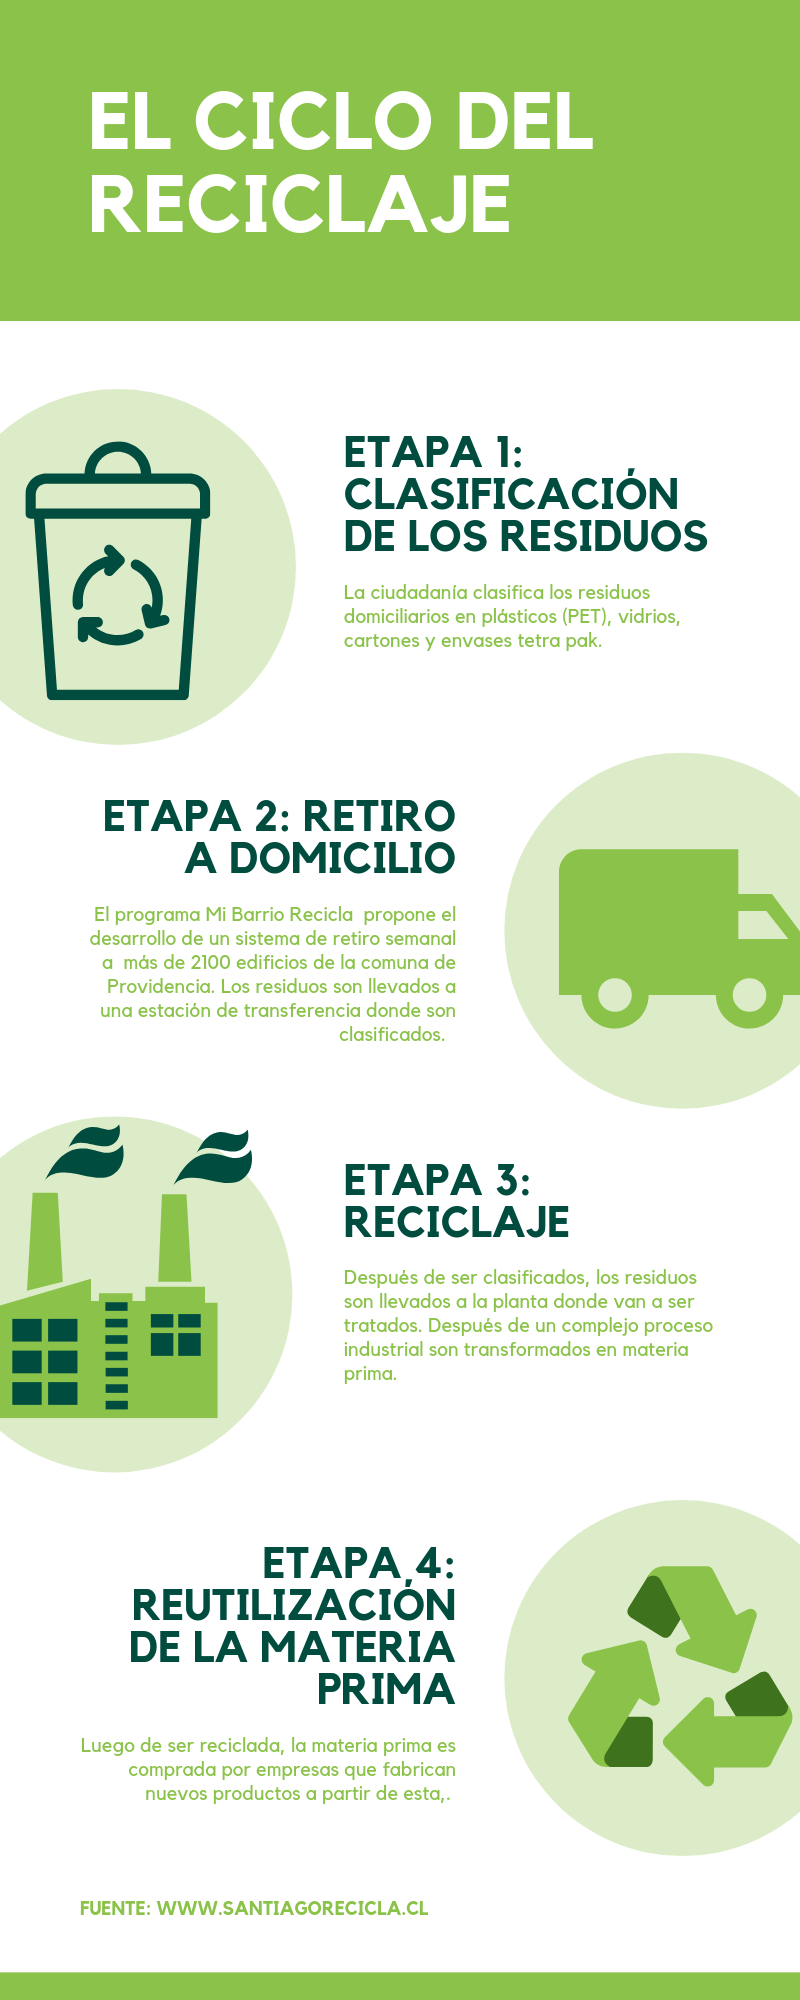 EL CICLO DEL
RECICLAJE
ETAPA 1:
CLASIFICACIÓN
DE LOS RESIDUOS
La ciudadanía clasifica los residuos
domiciliarios en plásticos (PET), vidrios,
cartones y envases tetra pak.
ETAPA 2: RETIRO
A DOMICILIO
El programa Mi Barrio Recicla  propone el
desarrollo de un sistema de retiro semanal
a  más de 2100 edificios de la comuna de
Providencia. Los residuos son llevados a
una estación de transferencia donde son
clasificados.
ETAPA 3:
RECICLAJE
Después de ser clasificados, los residuos
son llevados a la planta donde van a ser
tratados. Después de un complejo proceso
industrial son transformados en materia
prima.
ETAPA 4:
REUTILIZACIÓN
DE LA MATERIA
PRIMA
Luego de ser reciclada, la materia prima es
comprada por empresas que fabrican
nuevos productos a partir de esta,.
FUENTE: WWW.SANTIAGORECICLA.CL